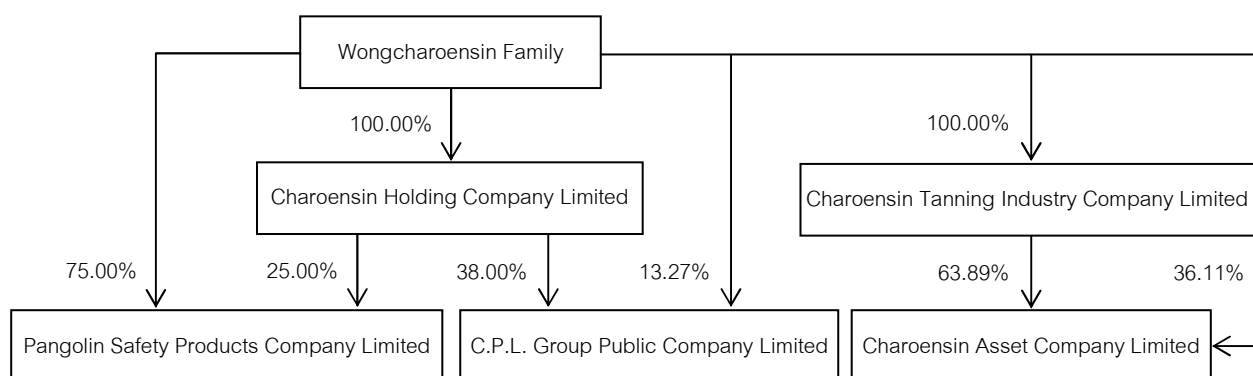 Wongcharoensin Family
100.00%
100.00%
Charoensin Holding Company Limited
Charoensin Tanning Industry Company Limited
75.00%
25.00%
38.00%
13.27%
63.89%
36.11%
Pangolin Safety Products Company Limited
C.P.L. Group Public Company Limited
Charoensin Asset Company Limited